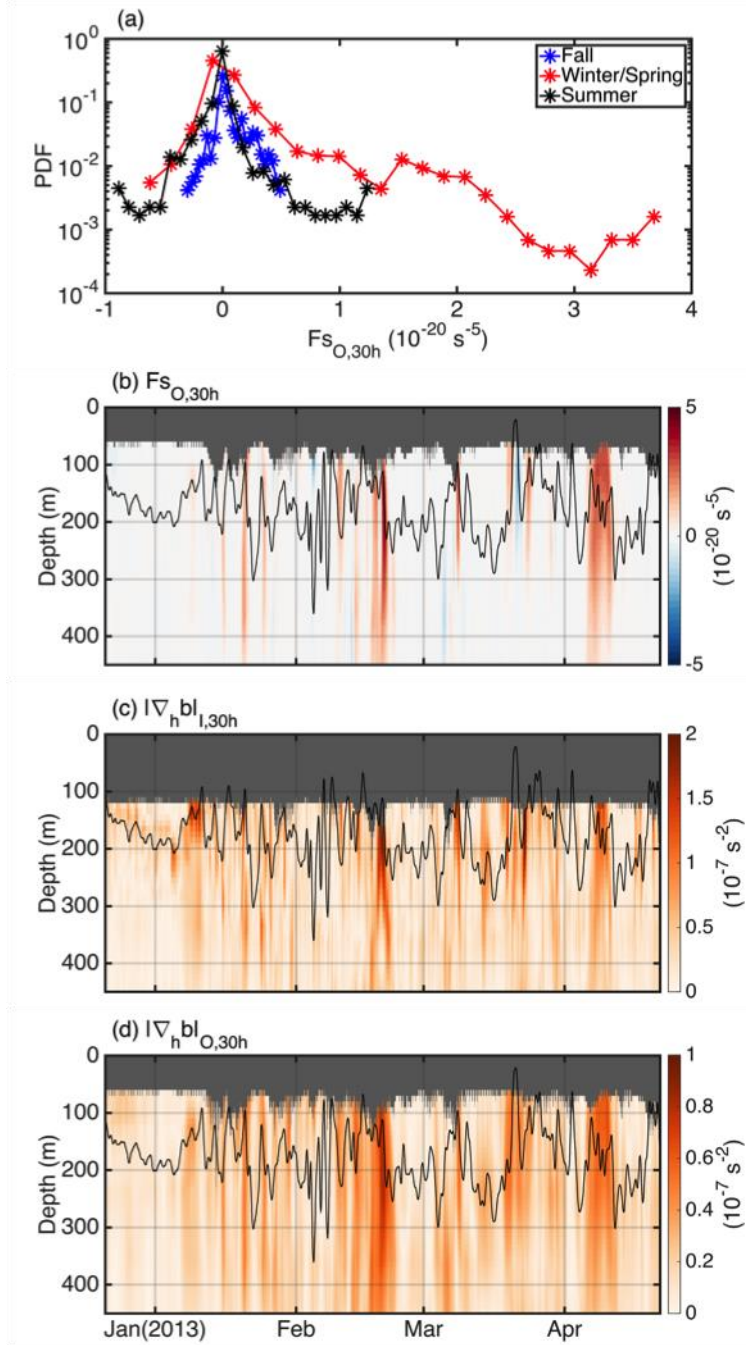 (a)
10^0
10^-1
10^-2
10^-3
10^-4
PDF
Fall
Winter/Spring
Summer
-1 0 1 2 3 4
Fs_O,30h (10^-20 s^-5)
(b) Fs_O,30h
0
100
200
300
400
Depth (m)
5
0
-5
(10^-20 s^-5)
(c) |∇_h b|_I,30h
0
100
200
300
400
Depth (m)
2
1.5
1
0.5
0
(10^-7 s^-2)
(d) |∇_h b|_O,30h
0
100
200
300
400
Depth (m)
1
0.8
0.6
0.4
0.2
0
(10^-7 s^-2)
Jan(2013) Feb Mar Apr